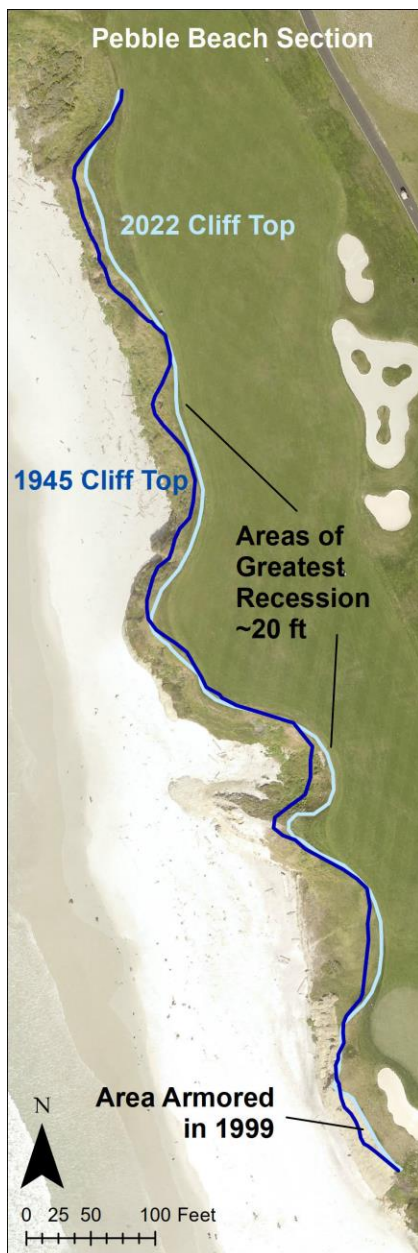 Pebble Beach Section
2022 Cliff Top
1945 Cliff Top
Areas of
Greatest
Recession
~20 ft
Area Armored
in 1999
N
0 25 50 100 Feet